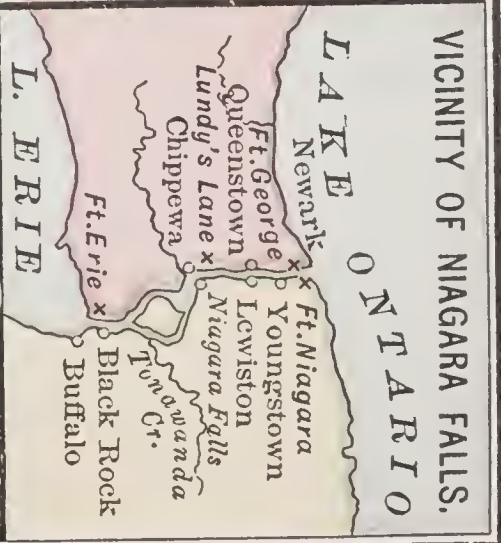 VICINITY OF NIAGARA FALLS.
LAKE ONTARIO
Newark
Ft. Niagara
Ft. George
Youngstown
Queenstown
Lewiston
Lundy's Lane
Niagara Falls
Chippewa
Tonawanda
Cr.
Ft. Erie
Black Rock
Buffalo
L. ERIE